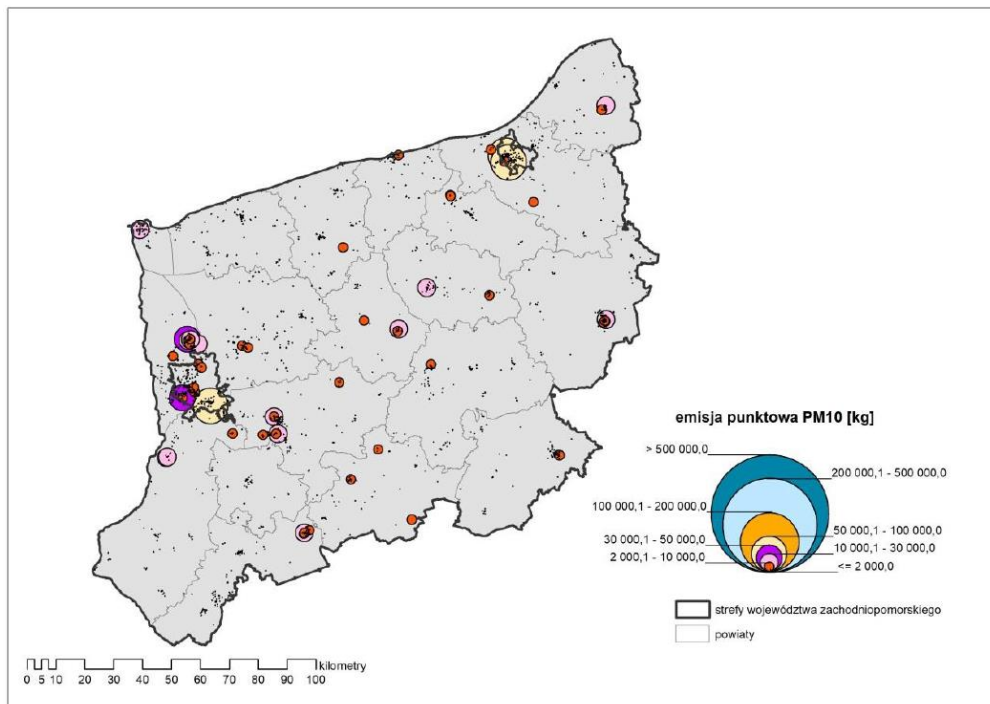 emisja punktowa PM10 [kg]
> 500 000,0
200 000,1 - 500 000,0
100 000,1 - 200 000,0
50 000,1 - 100 000,0
30 000,1 - 50 000,0
10 000,1 - 30 000,0
2 000,1 - 10 000,0
<= 2 000,0
strefy województwa zachodniopomorskiego
powiaty
kilometry
0 5 10 20 30 40 50 60 70 80 90 100